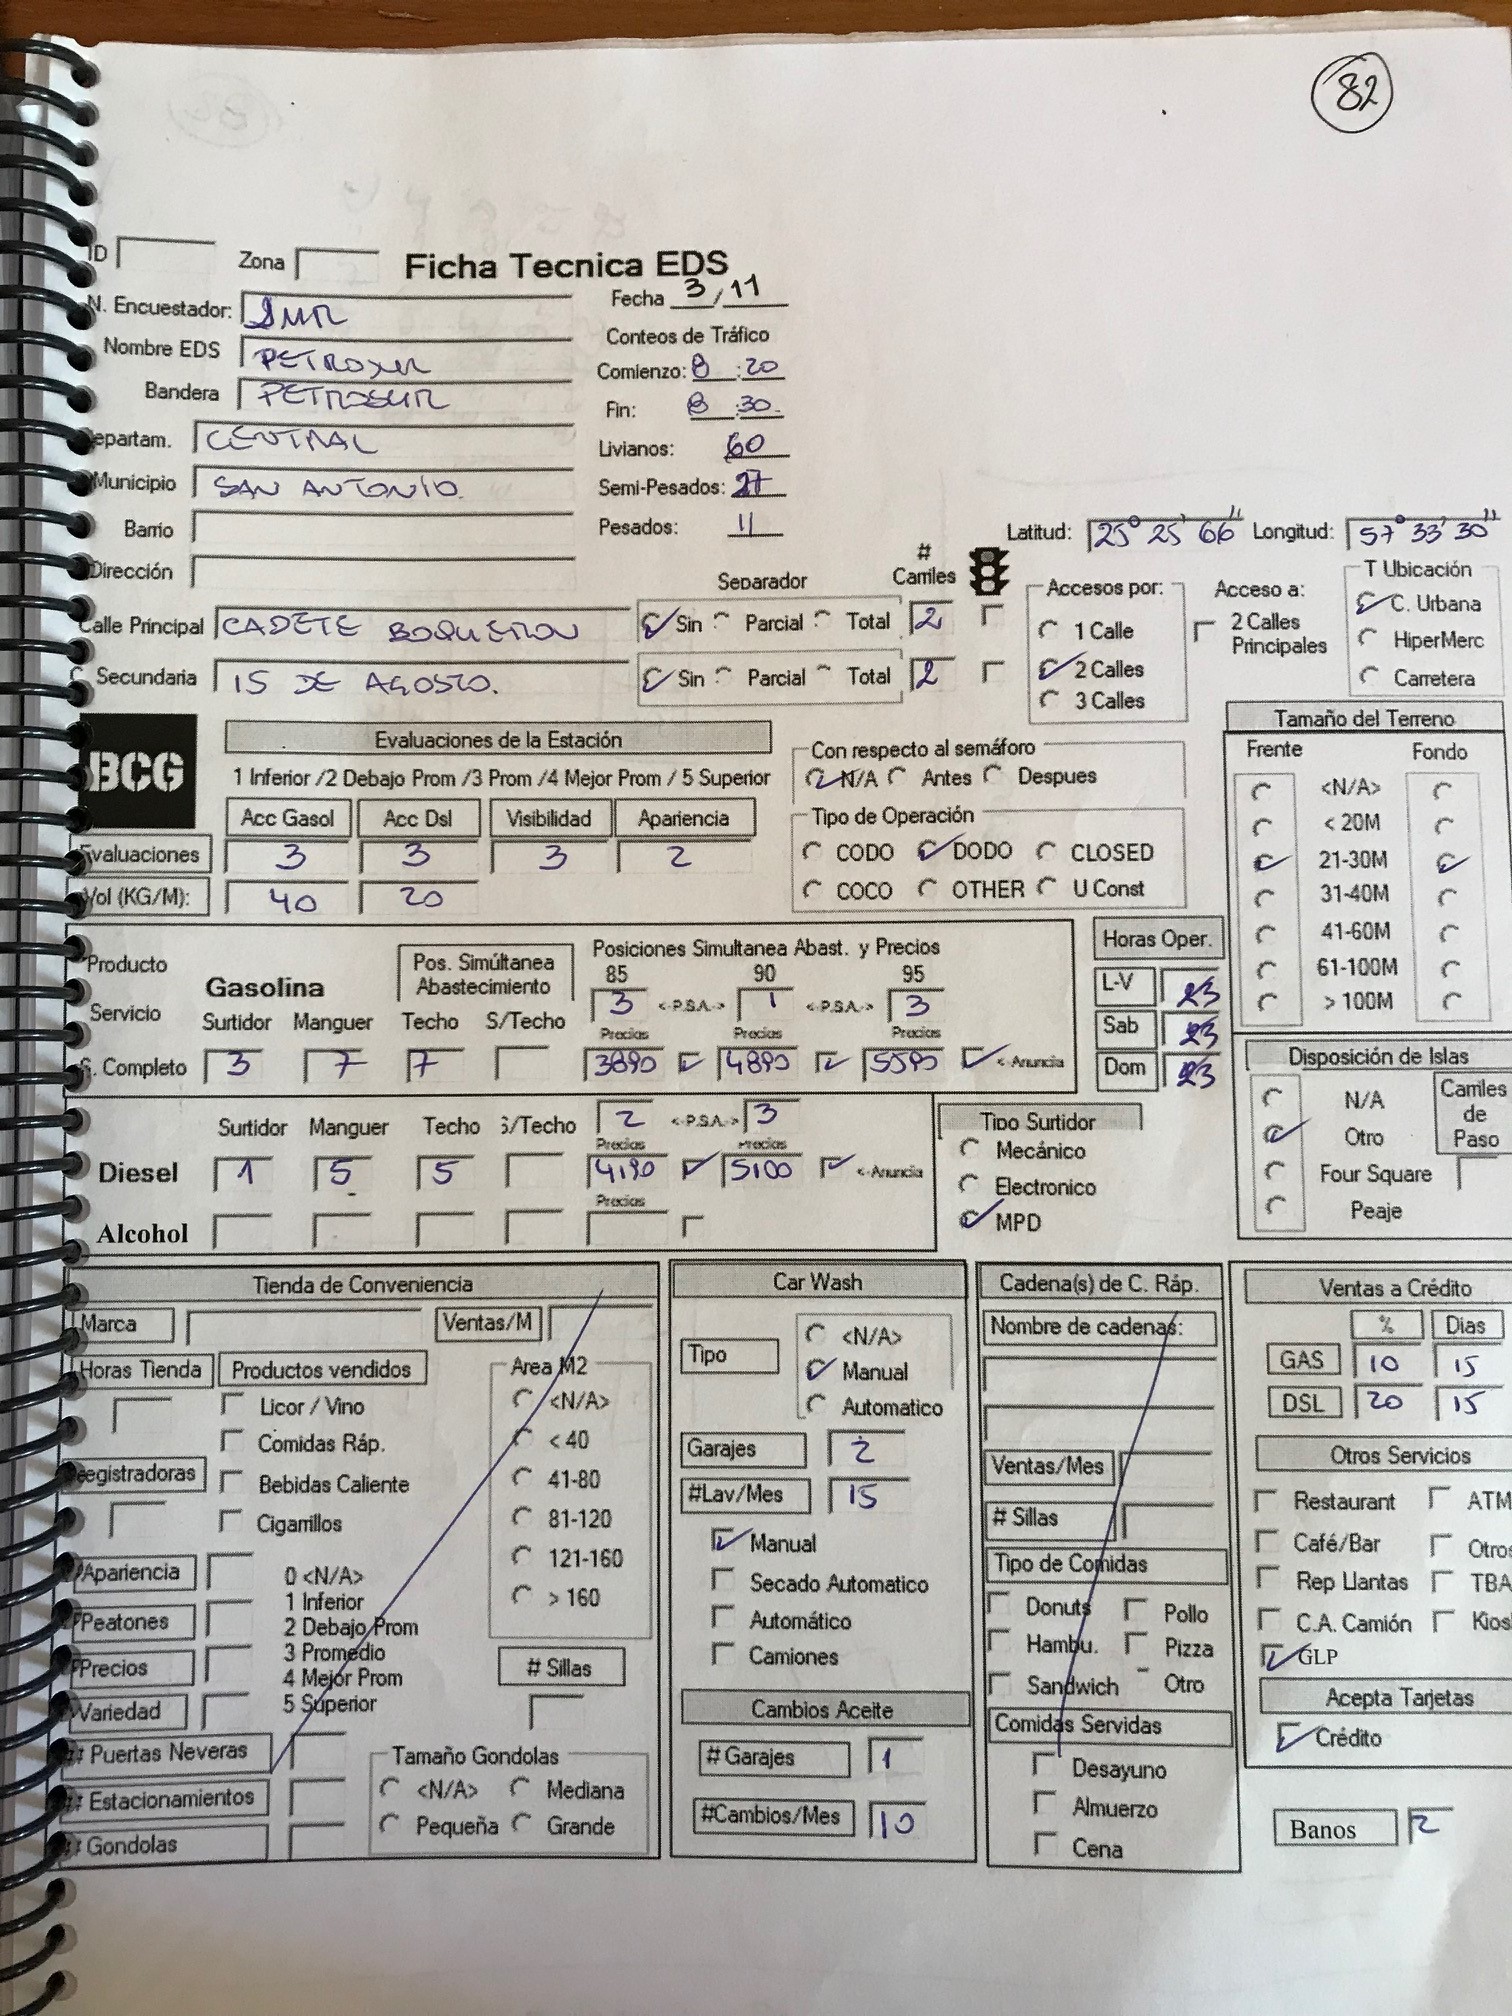 82
ID
Zona
Ficha Tecnica EDS
N. Encuestador: SMR
Fecha 3/11
Nombre EDS PETROSUR
Conteos de Tráfico
Bandera PETROSUR
Comienzo: 8:20
Fin: 8 30
epartam. CENTRAL
Livianos: 60
Municipio SAN ANTONIO
Semi-Pesados: 27
Barrio
Pesados: 11
Latitud: 25° 25' 66" Longitud: 57° 33' 30"
Dirección
Separador
# Carriles
Accesos por:
Acceso a:
T Ubicación
Calle Principal CADETE BOQUERON
Sin Parcial Total 2
1 Calle
2 Calles Principales
C. Urbana
HiperMerc
Secundaria 15 DE AGOSTO.
Sin Parcial Total 2
2 Calles
Carretera
3 Calles
BCG
Evaluaciones de la Estación
1 Inferior /2 Debajo Prom /3 Prom /4 Mejor Prom / 5 Superior
Acc Gasol Acc Dsl Visibilidad Apariencia
Evaluaciones 3 3 3 2
Vol (KG/M): 40 20
Con respecto al semáforo
N/A Antes Despues
Tipo de Operación
CODO DODO CLOSED
COCO OTHER U Const
Tamaño del Terreno
Frente Fondo
<N/A>
< 20M
21-30M
31-40M
41-60M
61-100M
> 100M
Producto
Servicio
Gasolina
Pos. Simúltanea Abastecimiento
Posiciones Simultanea Abast. y Precios
85 90 95
3 <-P.S.A.-> 1 <-P.S.A.-> 3
Surtidor Manguer Techo S/Techo
Precios Precios Precios
S. Completo 3 7 7 3890 4890 5590 <-Anuncia
Horas Oper.
L-V 23
Sab 23
Dom 23
Disposición de Islas
N/A
Otro
Four Square
Peaje
Carriles de Paso
Surtidor Manguer Techo S/Techo 2 <-P.S.A.-> 3
Precios Precios
Diesel 1 5 5 4190 5100 <-Anuncia
Precios
Alcohol
Tipo Surtidor
Mecánico
Electronico
MPD
Tienda de Conveniencia
Marca Ventas/M
Horas Tienda Productos vendidos Area M2
Licor / Vino
Comidas Ráp.
Bebidas Caliente
Cigarrillos
<N/A>
< 40
41-80
81-120
121-160
> 160
Registradoras
#Apariencia
#Peatones
#Precios
Variedad
0 <N/A>
1 Inferior
2 Debajo Prom
3 Promedio
4 Mejor Prom
5 Superior
# Sillas
# Puertas Neveras
# Estacionamientos
# Gondolas
Tamaño Gondolas
<N/A> Mediana
Pequeña Grande
Car Wash
Tipo
<N/A>
Manual
Automatico
Garajes 2
#Lav/Mes 15
Manual
Secado Automatico
Automático
Camiones
Cambios Aceite
# Garajes 1
#Cambios/Mes 10
Cadena(s) de C. Ráp.
Nombre de cadenas:
Ventas/Mes
# Sillas
Tipo de Comidas
Donuts Pollo
Hambu. Pizza
Sandwich Otro
Comidas Servidas
Desayuno
Almuerzo
Cena
Ventas a Crédito
% Dias
GAS 10 15
DSL 20 15
Otros Servicios
Restaurant ATM
Café/Bar Otros
Rep Llantas TBA
C.A. Camión Kios
GLP
Acepta Tarjetas
Crédito
Banos 2